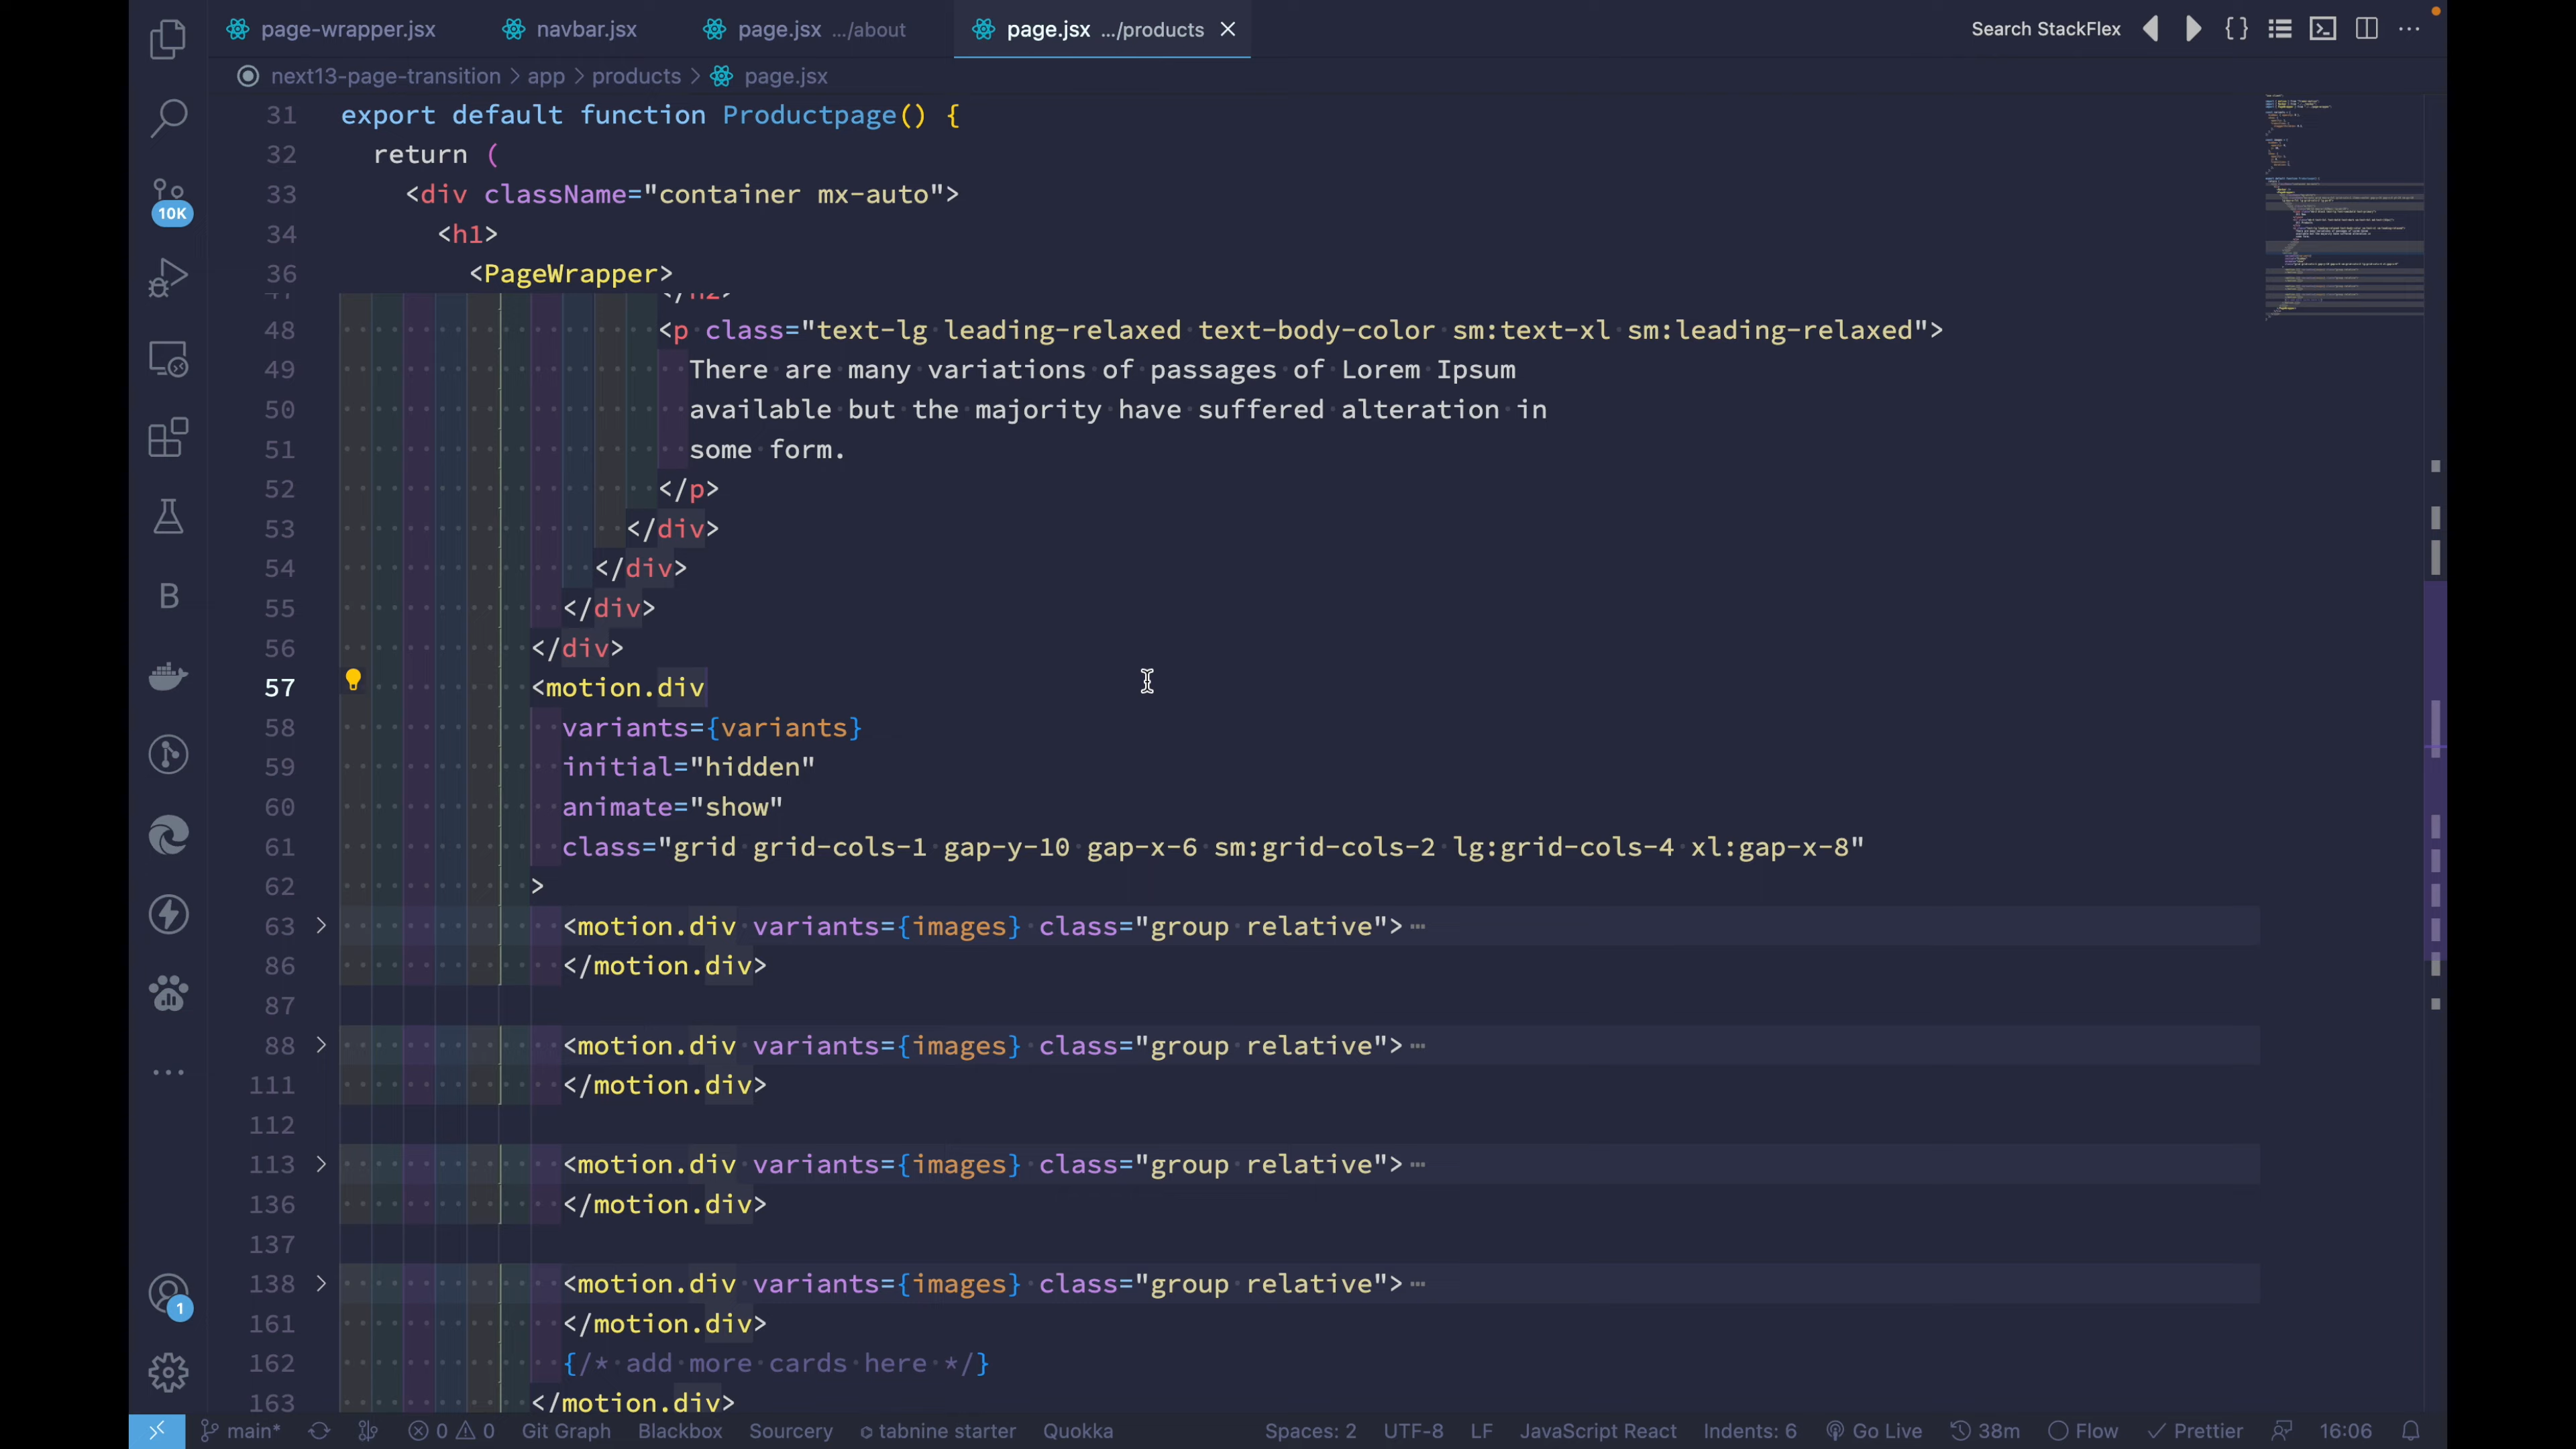 page-wrapper.jsx navbar.jsx page.jsx .../about page.jsx .../products Search StackFlex
next13-page-transition > app > products > page.jsx
31 export default function Productpage() {
32 return (
33 <div className="container mx-auto">
34 <h1>
36 <PageWrapper>
47 </h2>
48 <p class="text-lg leading-relaxed text-body-color sm:text-xl sm:leading-relaxed">
49 There are many variations of passages of Lorem Ipsum
50 available but the majority have suffered alteration in
51 some form.
52 </p>
53 </div>
54 </div>
55 </div>
56 </div>
57 <motion.div
58 variants={variants}
59 initial="hidden"
60 animate="show"
61 class="grid grid-cols-1 gap-y-10 gap-x-6 sm:grid-cols-2 lg:grid-cols-4 xl:gap-x-8"
62 >
63 <motion.div variants={images} class="group relative">
86 </motion.div>
87
88 <motion.div variants={images} class="group relative">
111 </motion.div>
112
113 <motion.div variants={images} class="group relative">
136 </motion.div>
137
138 <motion.div variants={images} class="group relative">
161 </motion.div>
162 {/* add more cards here */}
163 </motion.div>
10K
B
1
main* 0 0 Git Graph Blackbox Sourcery tabnine starter Quokka Spaces: 2 UTF-8 LF JavaScript React Indents: 6 Go Live 38m Flow Prettier 16:06